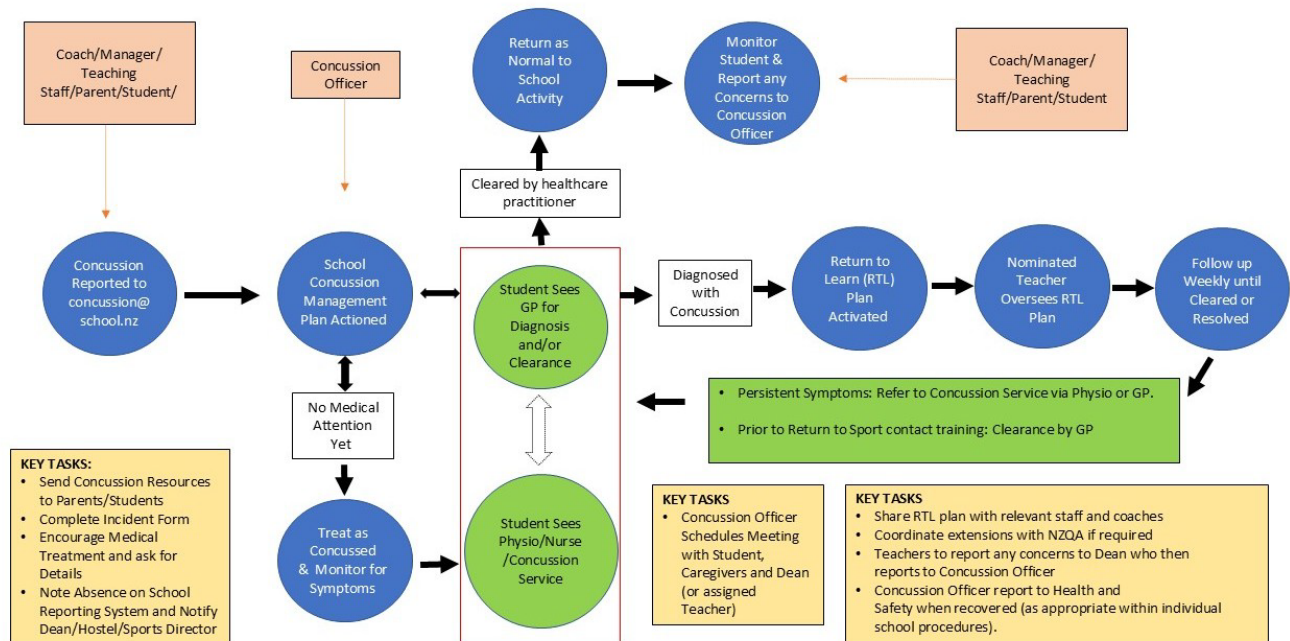 Coach/Manager/
Teaching
Staff/Parent/Student/
Concussion
Officer
Return as
Normal to
School
Activity
Monitor
Student &
Report any
Concerns to
Concussion
Officer
Coach/Manager/
Teaching
Staff/Parent/Student
Cleared by healthcare
practitioner
Concussion
Reported to
concussion@
school.nz
School
Concussion
Management
Plan Actioned
Student Sees
GP for
Diagnosis
and/or
Clearance
Diagnosed
with
Concussion
Return to
Learn (RTL)
Plan
Activated
Nominated
Teacher
Oversees RTL
Plan
Follow up
Weekly until
Cleared or
Resolved
No Medical
Attention
Yet
• Persistent Symptoms: Refer to Concussion Service via Physio or GP.
• Prior to Return to Sport contact training: Clearance by GP
KEY TASKS:
• Send Concussion Resources
to Parents/Students
• Complete Incident Form
• Encourage Medical
Treatment and ask for
Details
• Note Absence on School
Reporting System and Notify
Dean/Hostel/Sports Director
Treat as
Concussed
& Monitor for
Symptoms
Student Sees
Physio/Nurse
/Concussion
Service
KEY TASKS
• Concussion Officer
Schedules Meeting
with Student,
Caregivers and Dean
(or assigned
Teacher)
KEY TASKS
• Share RTL plan with relevant staff and coaches
• Coordinate extensions with NZQA if required
• Teachers to report any concerns to Dean who then
reports to Concussion Officer
• Concussion Officer report to Health and
Safety when recovered (as appropriate within individual
school procedures).